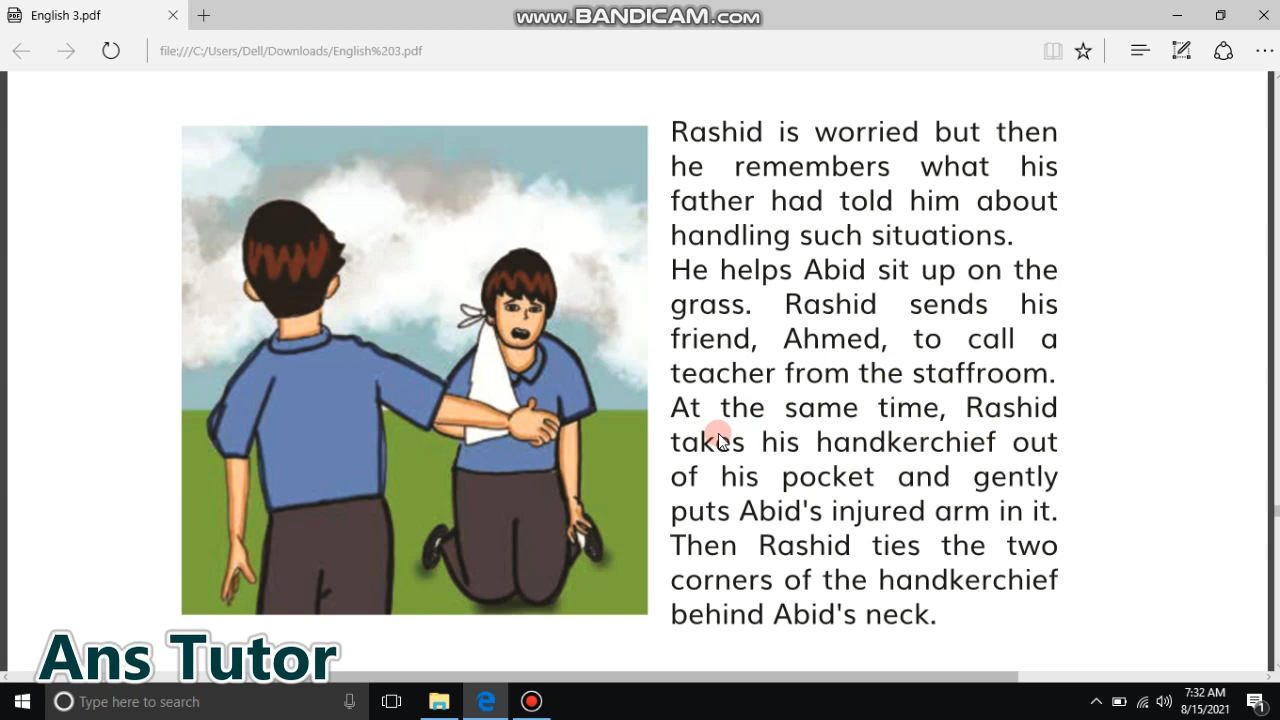 English 3.pdf
www.BANDICAM.com
file:///C:/Users/Dell/Downloads/English%203.pdf
Rashid is worried but then
he remembers what his
father had told him about
handling such situations.
He helps Abid sit up on the
grass. Rashid sends his
friend, Ahmed, to call a
teacher from the staffroom.
At the same time, Rashid
takes his handkerchief out
of his pocket and gently
puts Abid's injured arm in it.
Then Rashid ties the two
corners of the handkerchief
behind Abid's neck.
Ans Tutor
Type here to search
7:32 AM
8/15/2021
1